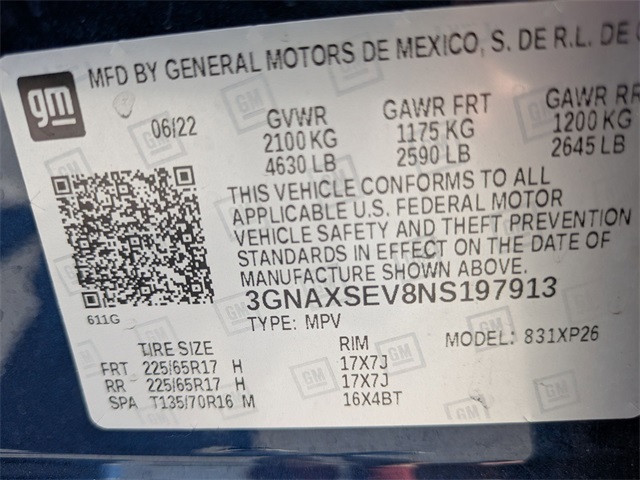 gm
MFD BY GENERAL MOTORS DE MEXICO, S. DE R.L. DE
06/22
GVWR
2100 KG
4630 LB
GAWR FRT
1175 KG
2590 LB
GAWR RR
1200 KG
2645 LB
THIS VEHICLE CONFORMS TO ALL
APPLICABLE U.S. FEDERAL MOTOR
VEHICLE SAFETY AND THEFT PREVENTION
STANDARDS IN EFFECT ON THE DATE OF
MANUFACTURE SHOWN ABOVE.
3GNAXSEV8NS197913
611G
TYPE: MPV
MODEL: 831XP26
TIRE SIZE RIM
FRT 225/65R17 H 17X7J
RR 225/65R17 H 17X7J
SPA T135/70R16 M 16X4BT